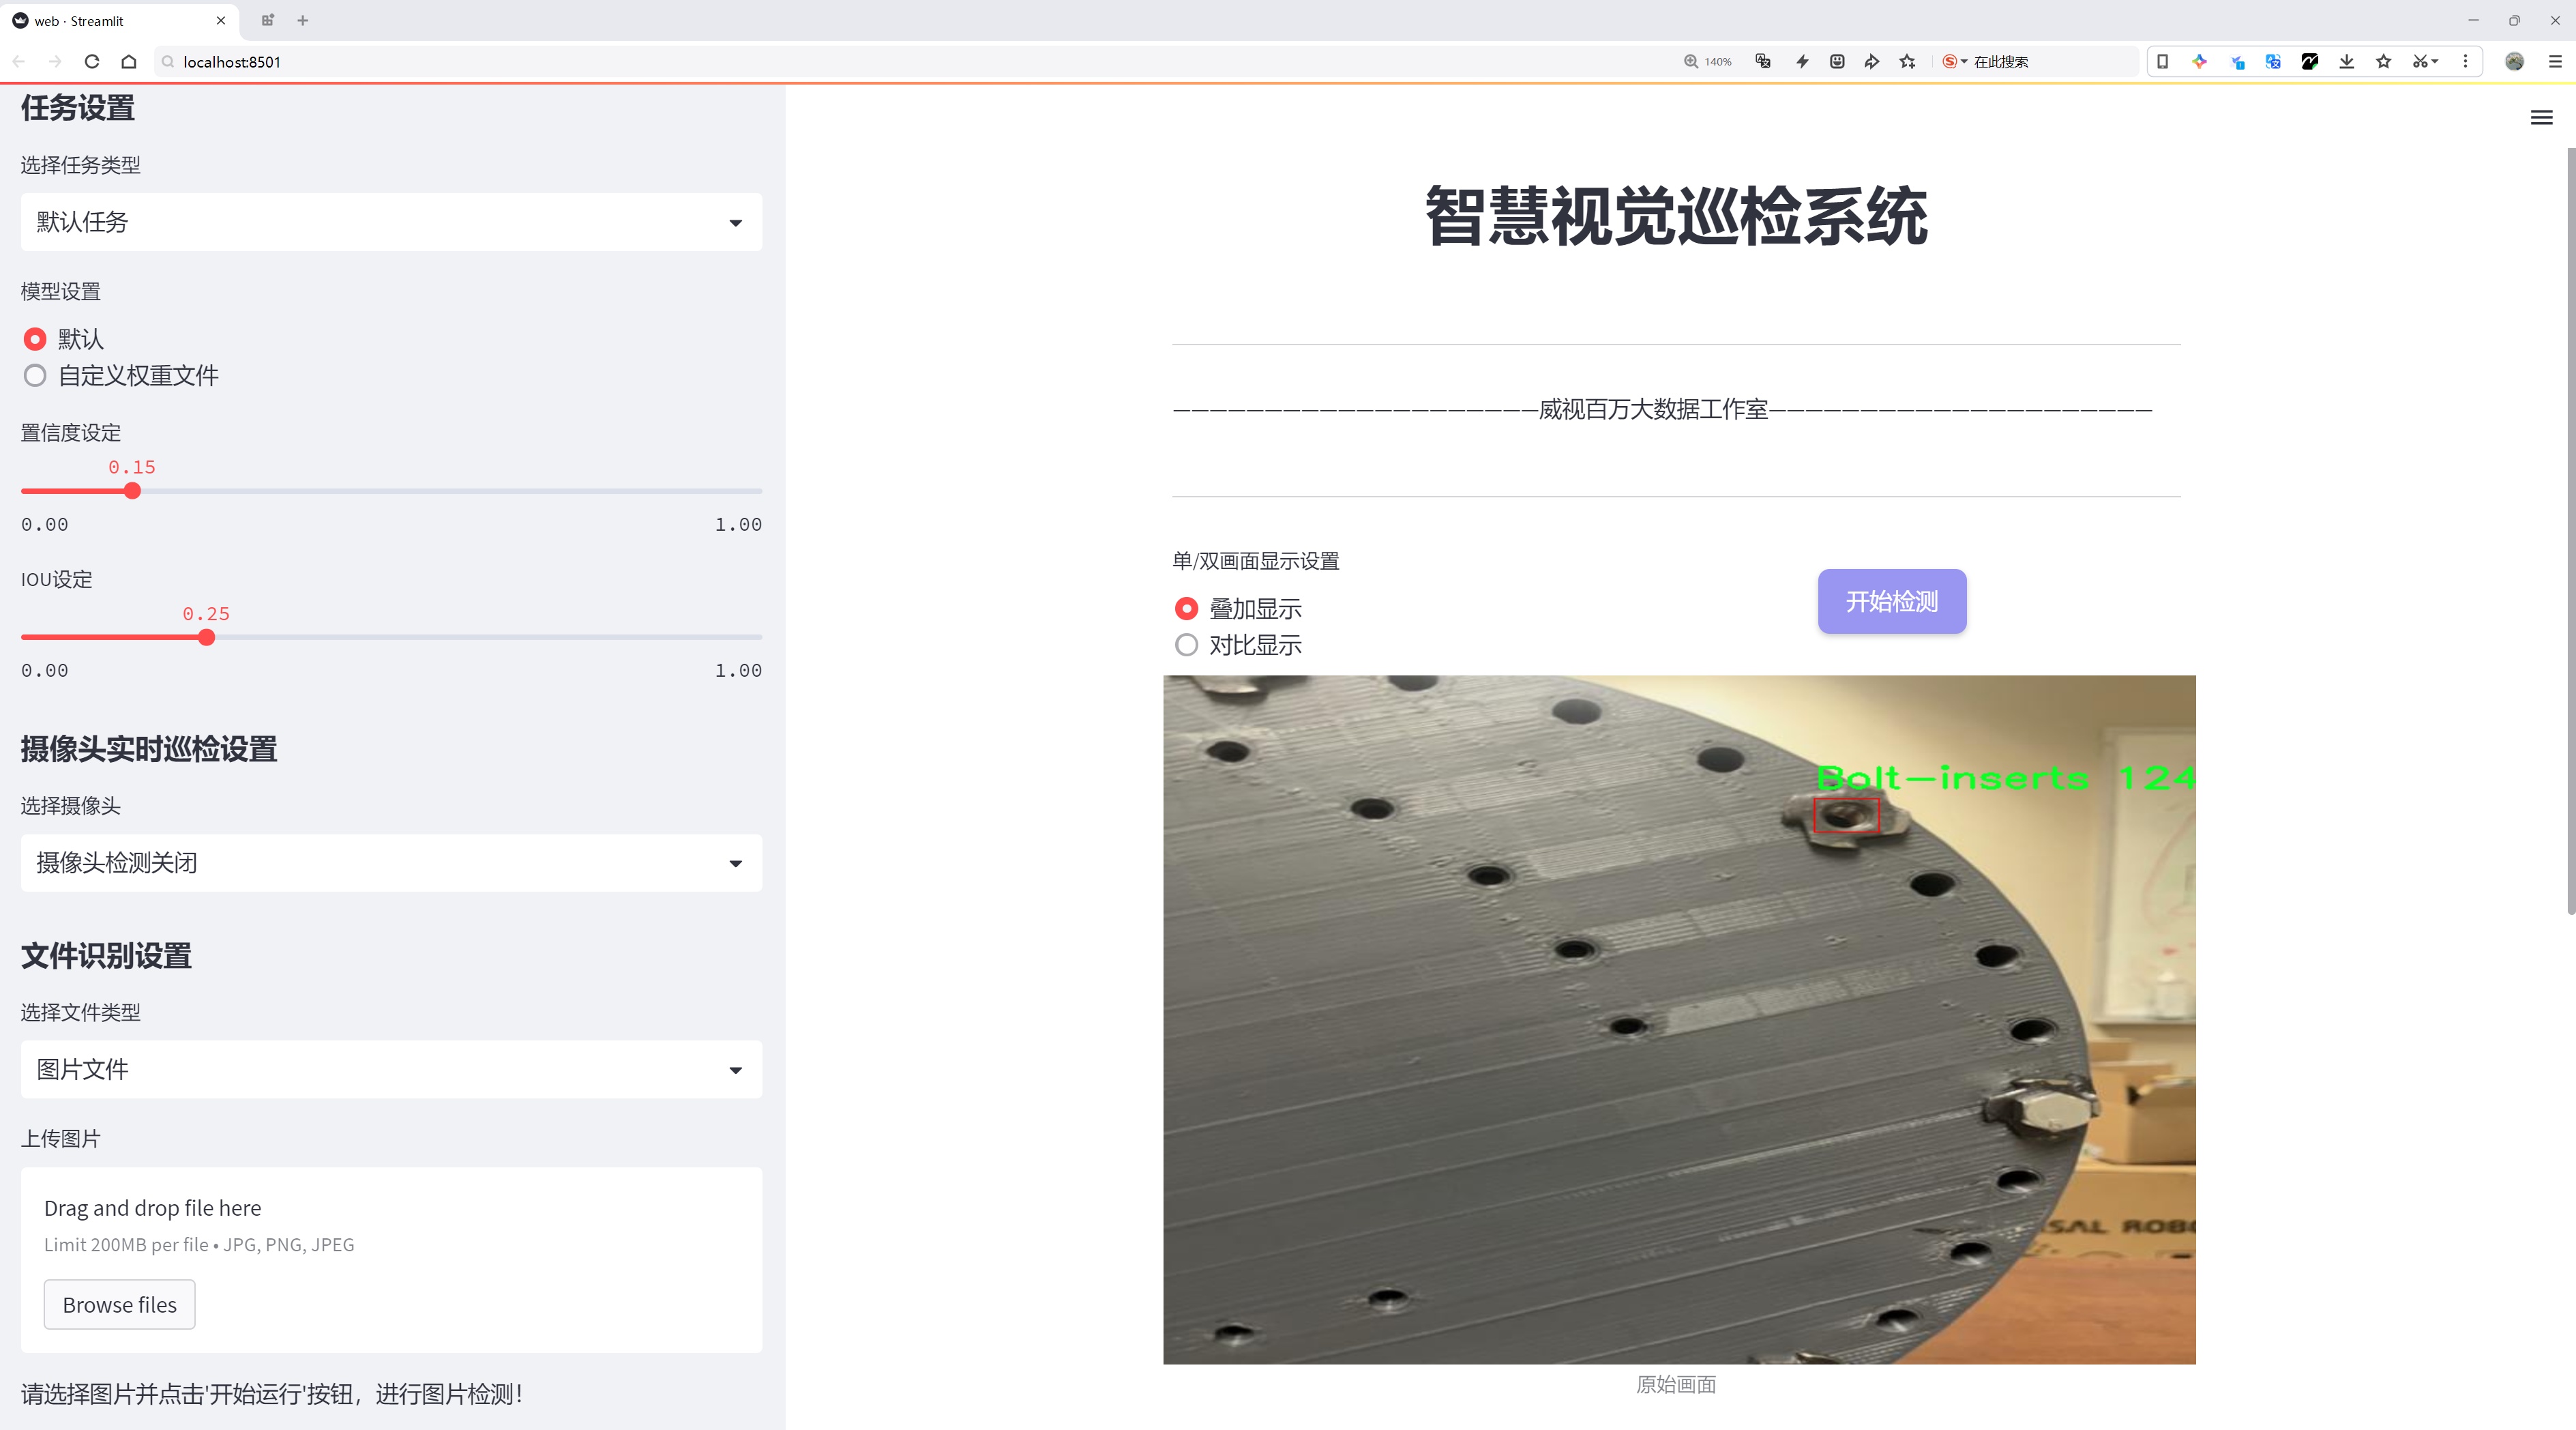 web · Streamlit
localhost:8501
140%
在此搜索
任务设置
选择任务类型
默认任务
模型设置
默认
自定义权重文件
置信度设定
0.15
0.00
1.00
IOU设定
0.25
0.00
1.00
摄像头实时巡检设置
选择摄像头
摄像头检测关闭
文件识别设置
选择文件类型
图片文件
上传图片
Drag and drop file here
Limit 200MB per file • JPG, PNG, JPEG
Browse files
请选择图片并点击'开始运行'按钮，进行图片检测！
智慧视觉巡检系统
————————————————————威视百万大数据工作室—————————————————————
单/双画面显示设置
叠加显示
对比显示
开始检测
Bolt-inserts 124
SAL ROBO
原始画面